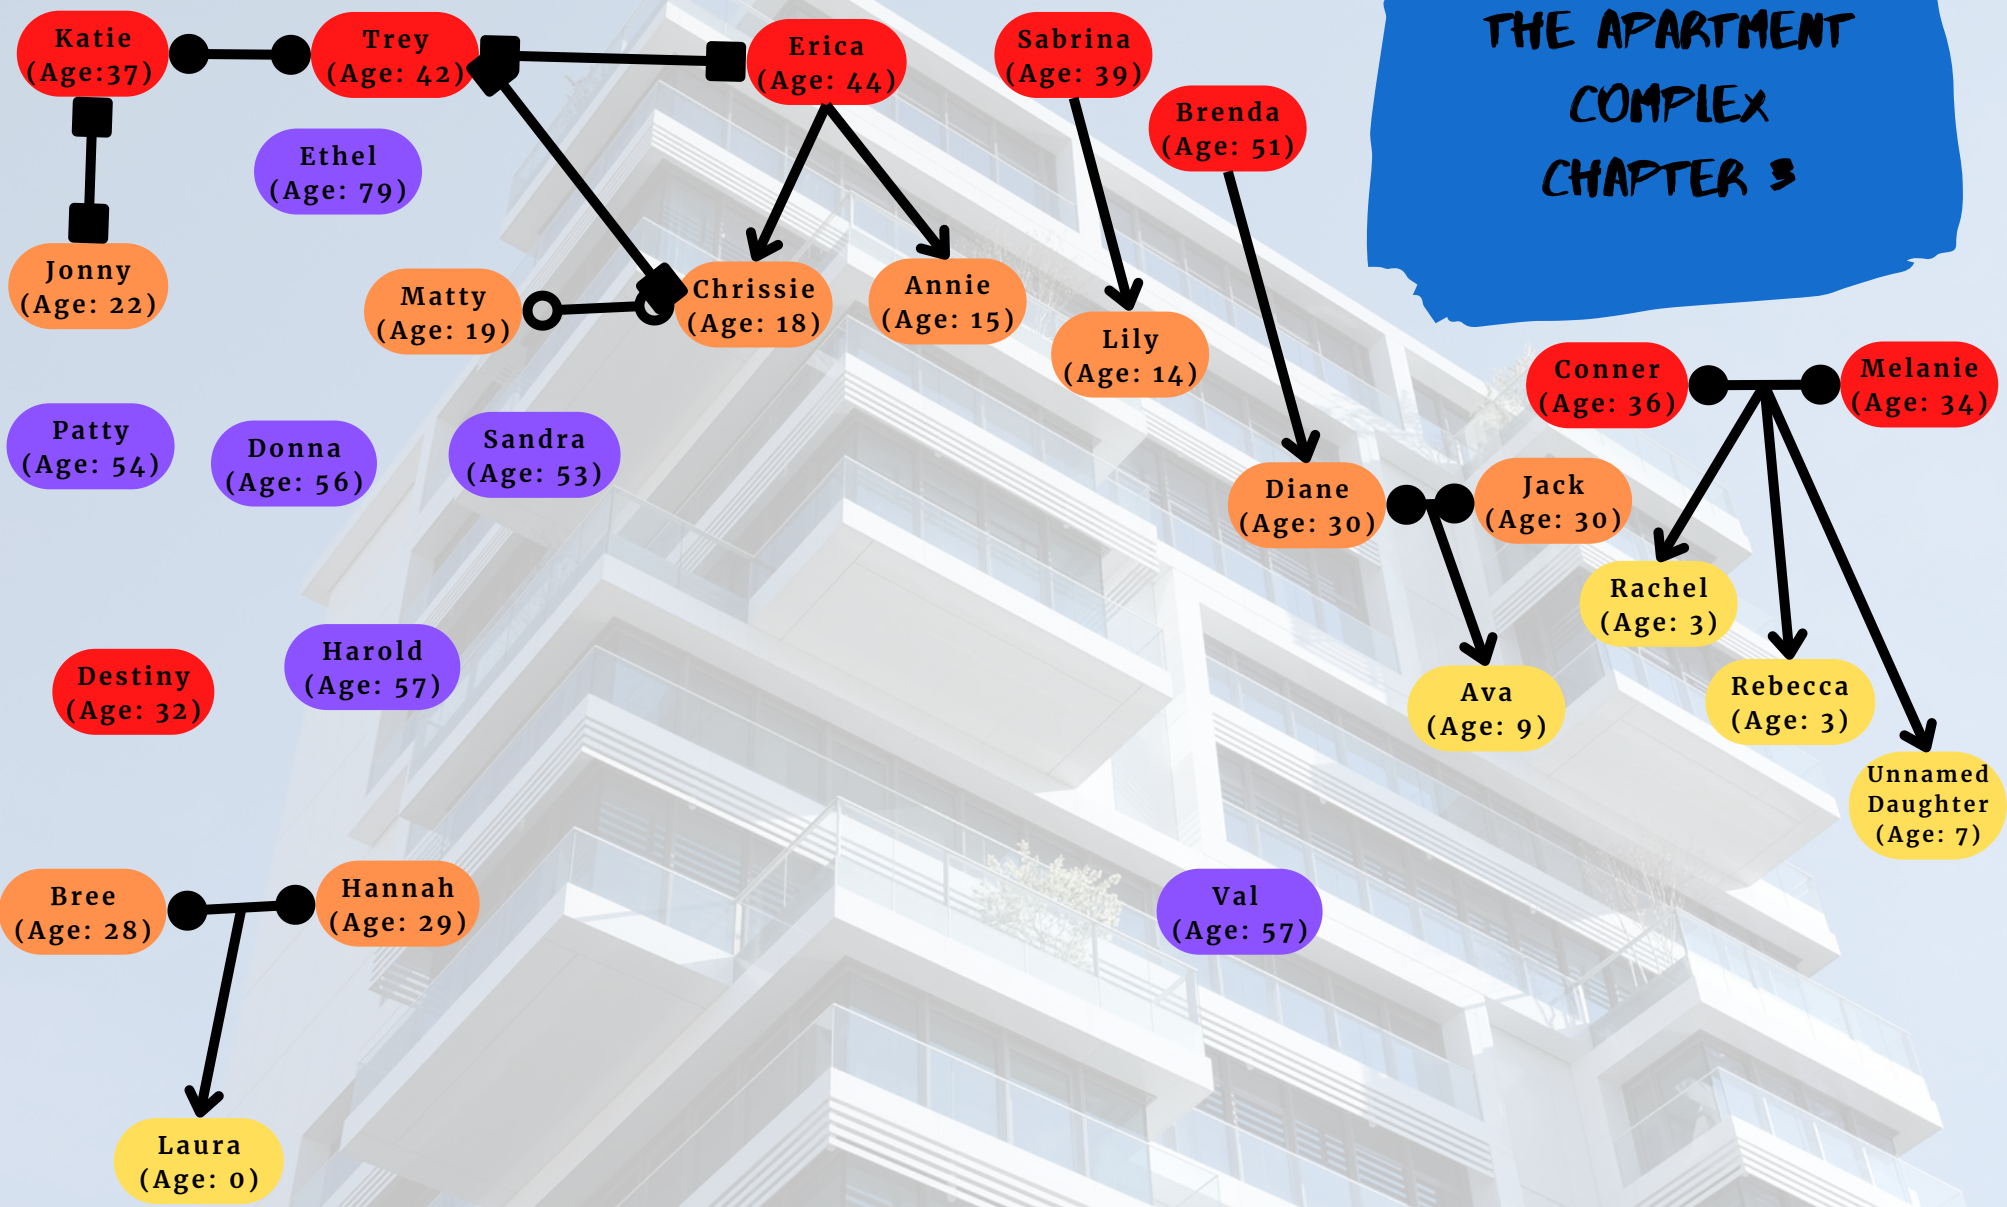 THE APARTMENT
COMPLEX
CHAPTER 3
Katie
(Age:37)
Trey
(Age: 42)
Erica
(Age: 44)
Sabrina
(Age: 39)
Brenda
(Age: 51)
Ethel
(Age: 79)
Jonny
(Age: 22)
Matty
(Age: 19)
Chrissie
(Age: 18)
Annie
(Age: 15)
Lily
(Age: 14)
Conner
(Age: 36)
Melanie
(Age: 34)
Patty
(Age: 54)
Donna
(Age: 56)
Sandra
(Age: 53)
Diane
(Age: 30)
Jack
(Age: 30)
Rachel
(Age: 3)
Destiny
(Age: 32)
Harold
(Age: 57)
Ava
(Age: 9)
Rebecca
(Age: 3)
Unnamed
Daughter
(Age: 7)
Bree
(Age: 28)
Hannah
(Age: 29)
Val
(Age: 57)
Laura
(Age: 0)